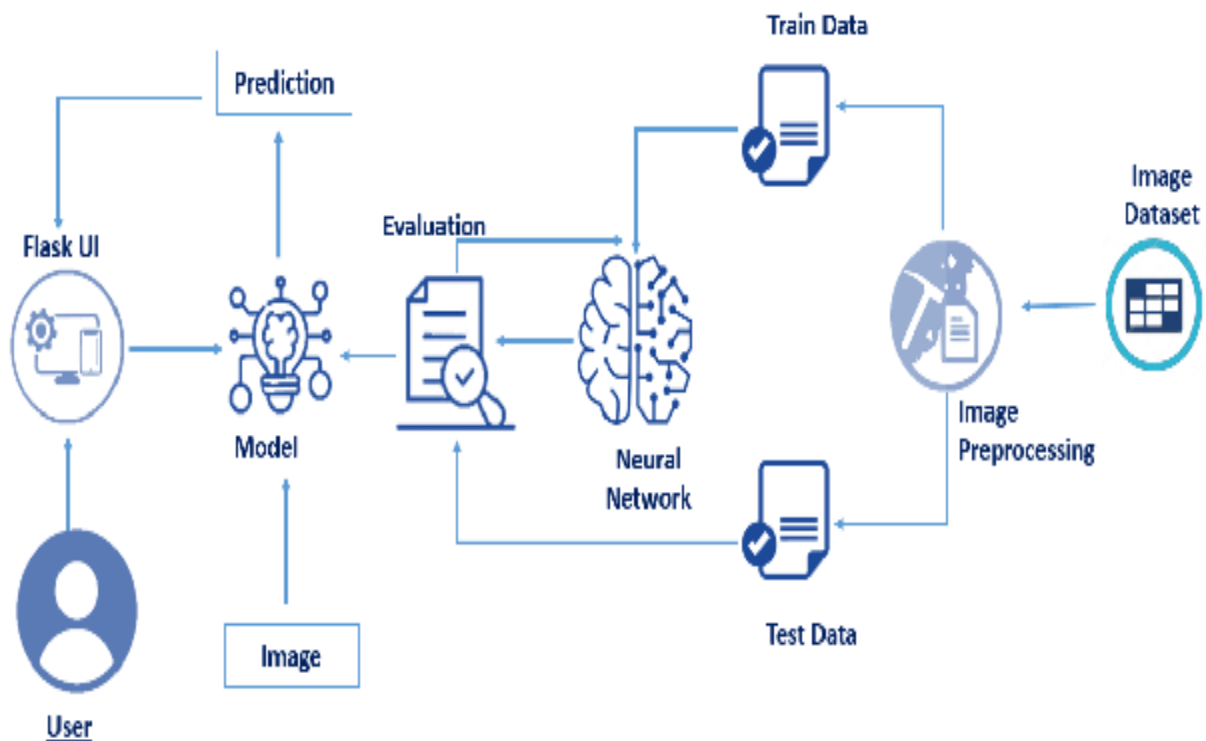 Train Data
Prediction
Image
Dataset
Evaluation
Flask UI
Image
Preprocessing
Model
Neural
Network
Test Data
Image
User